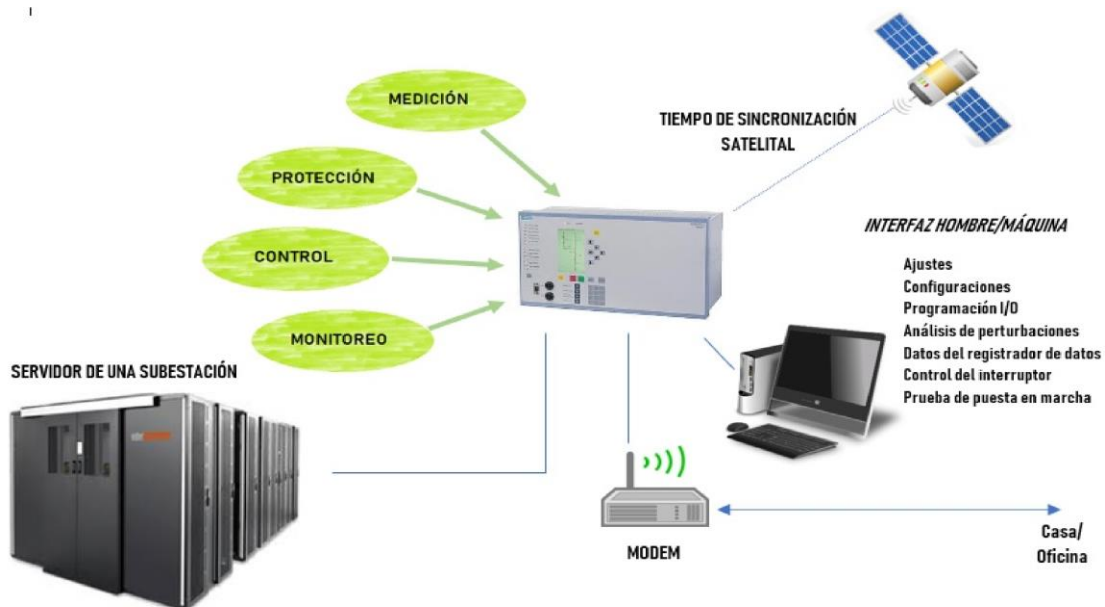 MEDICIÓN
TIEMPO DE SINCRONIZACIÓN
SATELITAL
PROTECCIÓN
INTERFAZ HOMBRE/MÁQUINA
CONTROL
Ajustes
Configuraciones
Programación I/O
Análisis de perturbaciones
Datos del registrador de datos
Control del interruptor
Prueba de puesta en marcha
MONITOREO
SERVIDOR DE UNA SUBESTACIÓN
MODEM
Casa/
Oficina